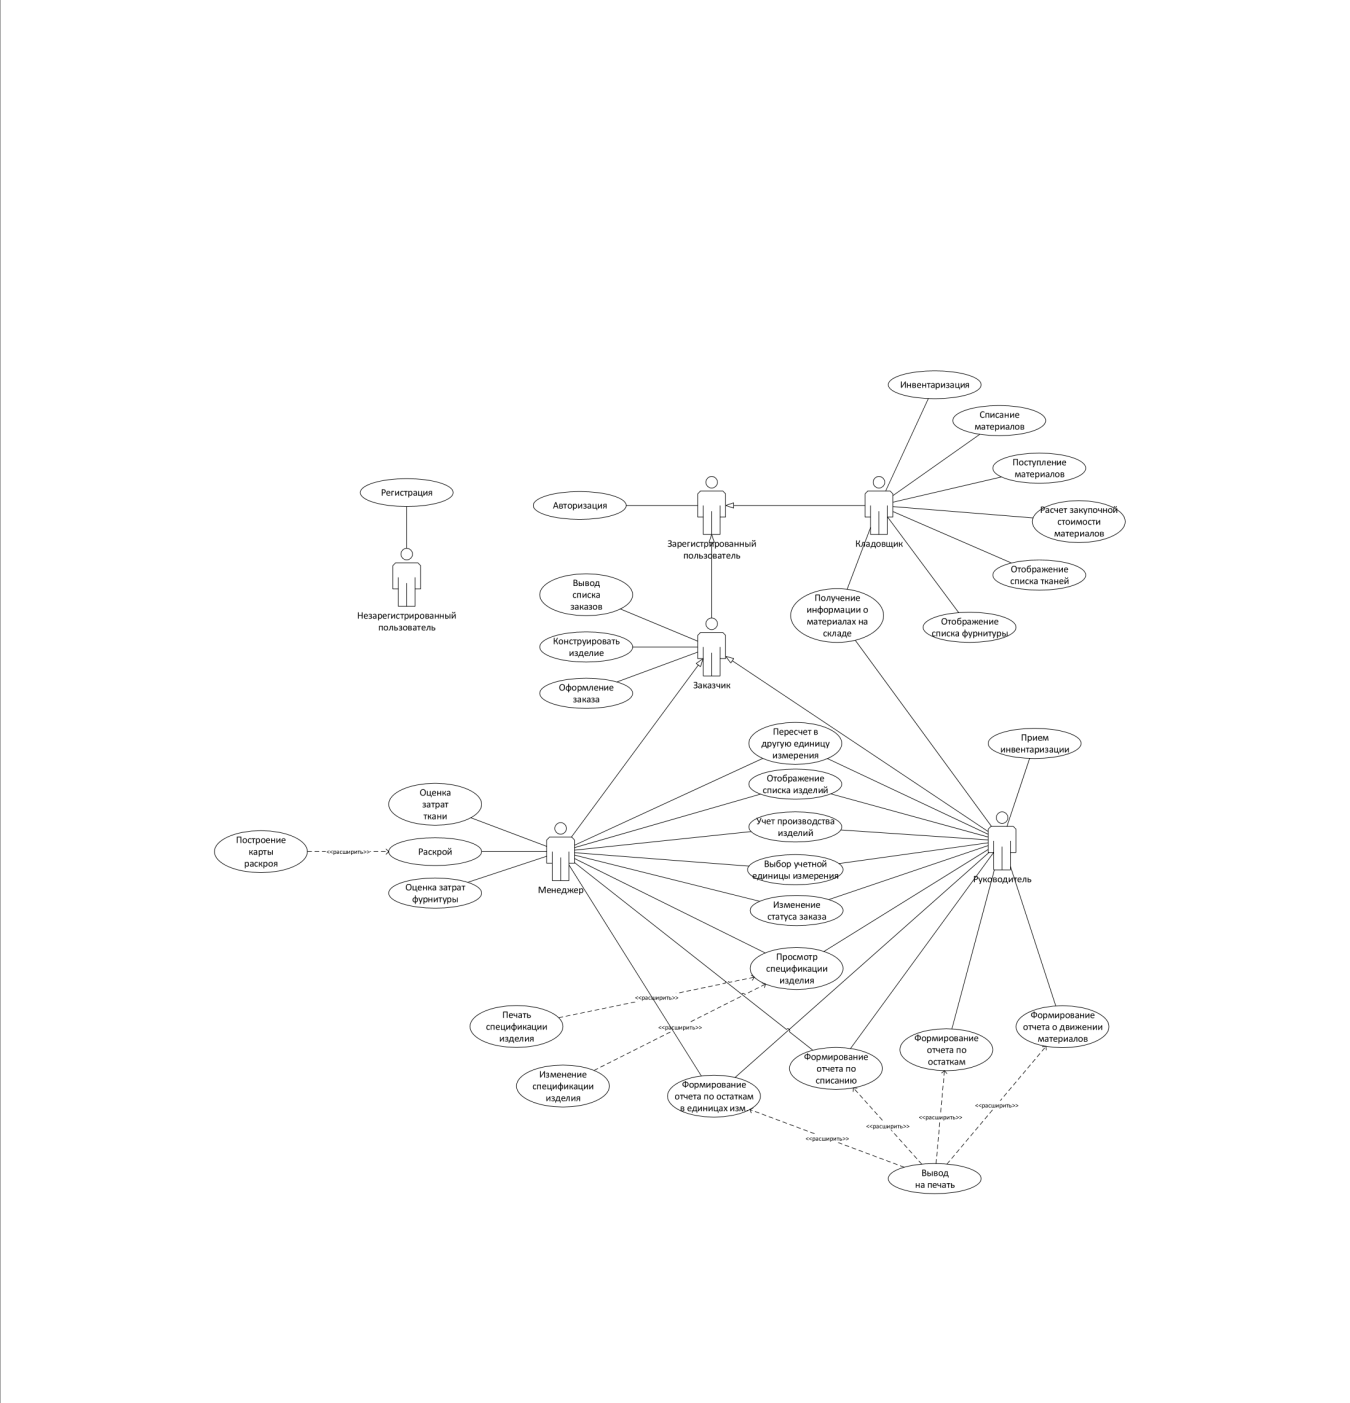 Инвентаризация
Списание
материалов
Поступление
материалов
Регистрация
Авторизация
Расчет закупочной
стоимости
материалов
Зарегистрированный
пользователь
Кладовщик
Отображение
списка тканей
Незарегистрированный
пользователь
Вывод
списка
заказов
Получение
информации о
материалах на
складе
Отображение
списка фурнитуры
Конструировать
изделие
Оформление
заказа
Заказчик
Пересчет в
другую единицу
измерения
Прием
инвентаризации
Отображение
списка изделий
Оценка
затрат
ткани
Учет производства
изделий
Построение
карты
раскроя
<<расширить>>
Раскрой
Выбор учетной
единицы измерения
Оценка затрат
фурнитуры
Менеджер
Руководитель
Изменение
статуса заказа
Просмотр
спецификации
изделия
<<расширить>>
Печать
спецификации
изделия
<<расширить>>
Формирование
отчета о движении
материалов
Формирование
отчета по
остаткам
Формирование
отчета по
списанию
Изменение
спецификации
изделия
Формирование
отчета по остаткам
в единицах изм.
<<расширить>>
<<расширить>>
<<расширить>>
<<расширить>>
Вывод
на печать